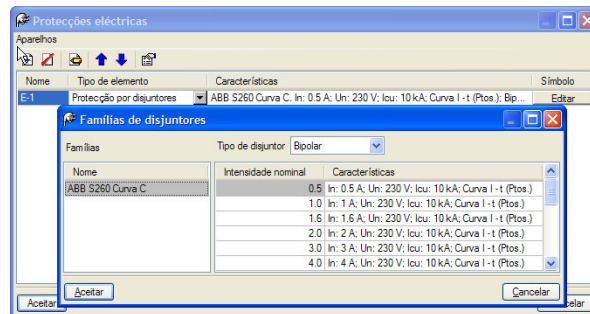 Protecções eléctricas
Aparelhos
Nome Tipo de elemento Características Símbolo
E-1 Protecção por disjuntores ABB S260 Curva C. In: 0.5 A; Un: 230 V; Icu: 10 kA; Curva I - t (Ptos.); Bip... Editar
Famílias de disjuntores
Famílias Tipo de disjuntor Bipolar
Nome Intensidade nominal Características
ABB S260 Curva C 0.5 In: 0.5 A; Un: 230 V; Icu: 10 kA; Curva I - t (Ptos.)
1.0 In: 1 A; Un: 230 V; Icu: 10 kA; Curva I - t (Ptos.)
1.6 In: 1.6 A; Un: 230 V; Icu: 10 kA; Curva I - t (Ptos.)
2.0 In: 2 A; Un: 230 V; Icu: 10 kA; Curva I - t (Ptos.)
3.0 In: 3 A; Un: 230 V; Icu: 10 kA; Curva I - t (Ptos.)
4.0 In: 4 A; Un: 230 V; Icu: 10 kA; Curva I - t (Ptos.)
Aceitar Cancelar
Aceitar celar